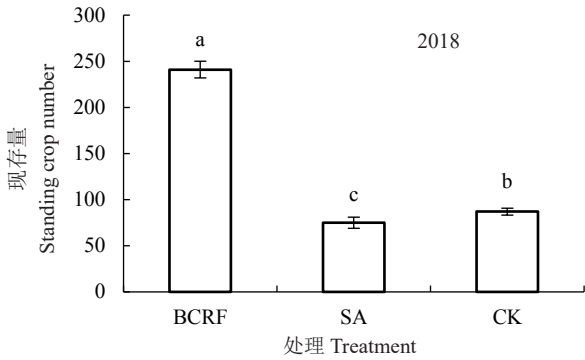 300
250
200
150
100
50
0
现存量
Standing crop number
2018
a
c
b
BCRF SA CK
处理 Treatment